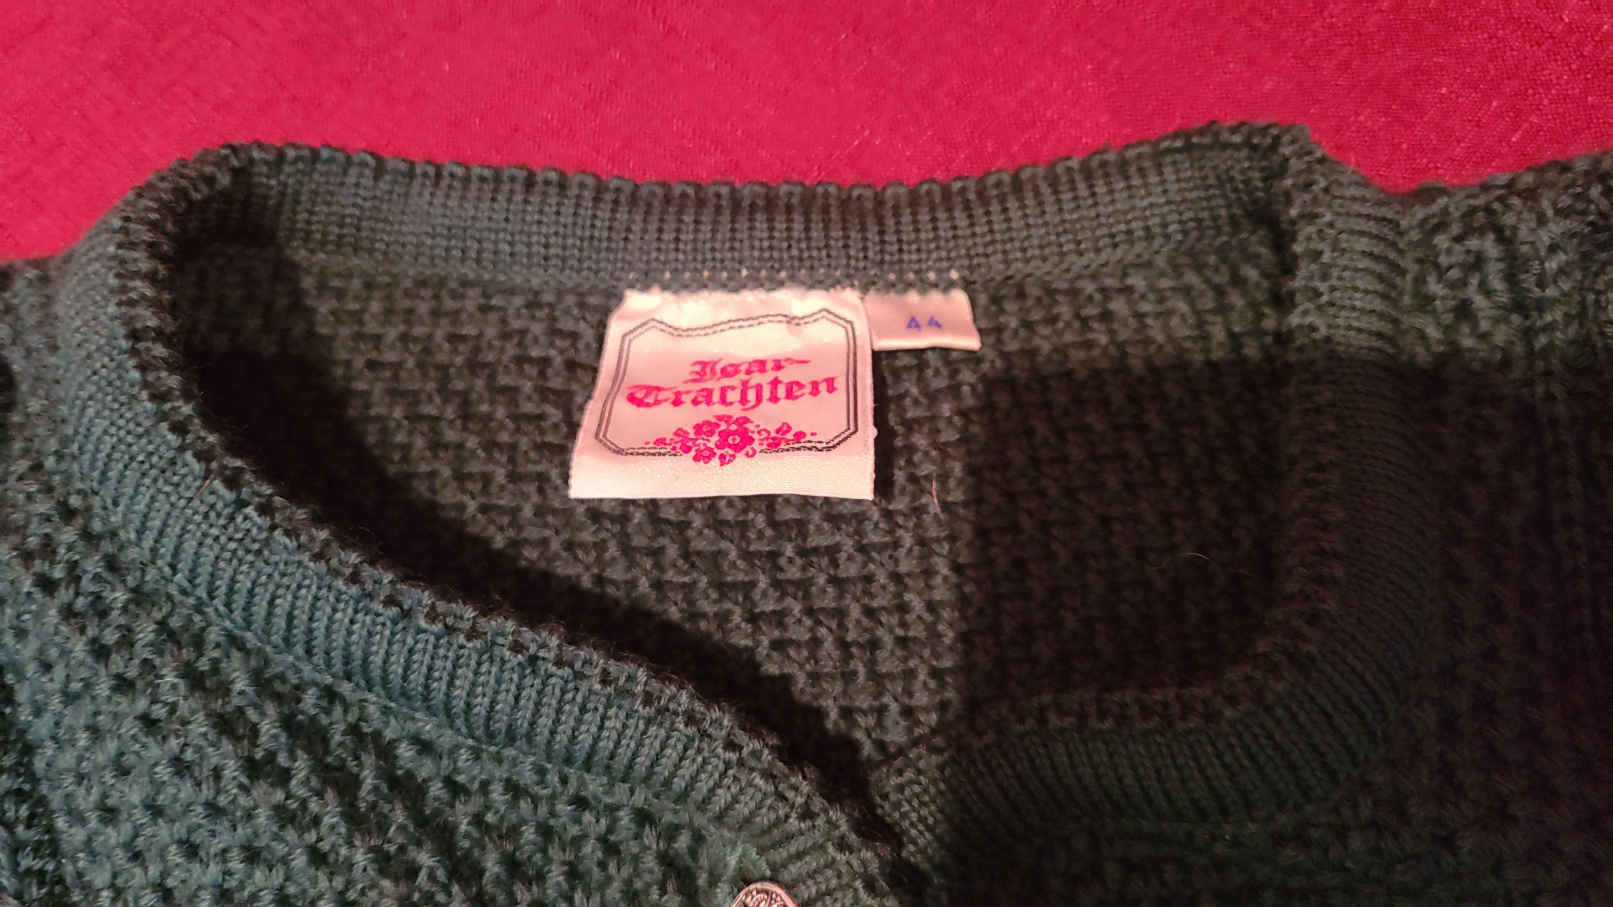 Isar-
Trachten
44